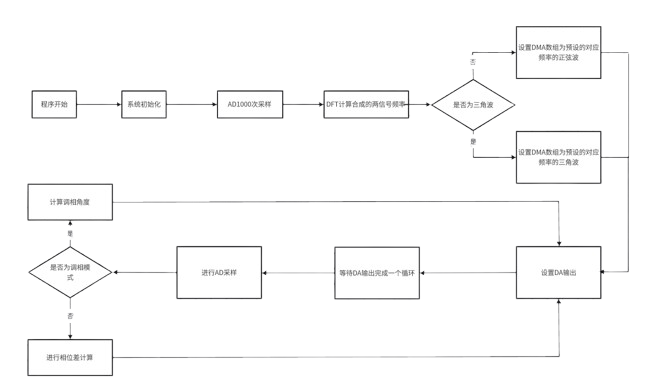 程序开始
系统初始化
AD1000次采样
DFT计算合成的两信号频率
是否为三角波
否
设置DMA数组为预设的对应
频率的正弦波
是
设置DMA数组为预设的对应
频率的三角波
计算调相角度
是
是否为调相模
式
进行AD采样
等待DA输出完成一个循环
设置DA输出
否
进行相位差计算